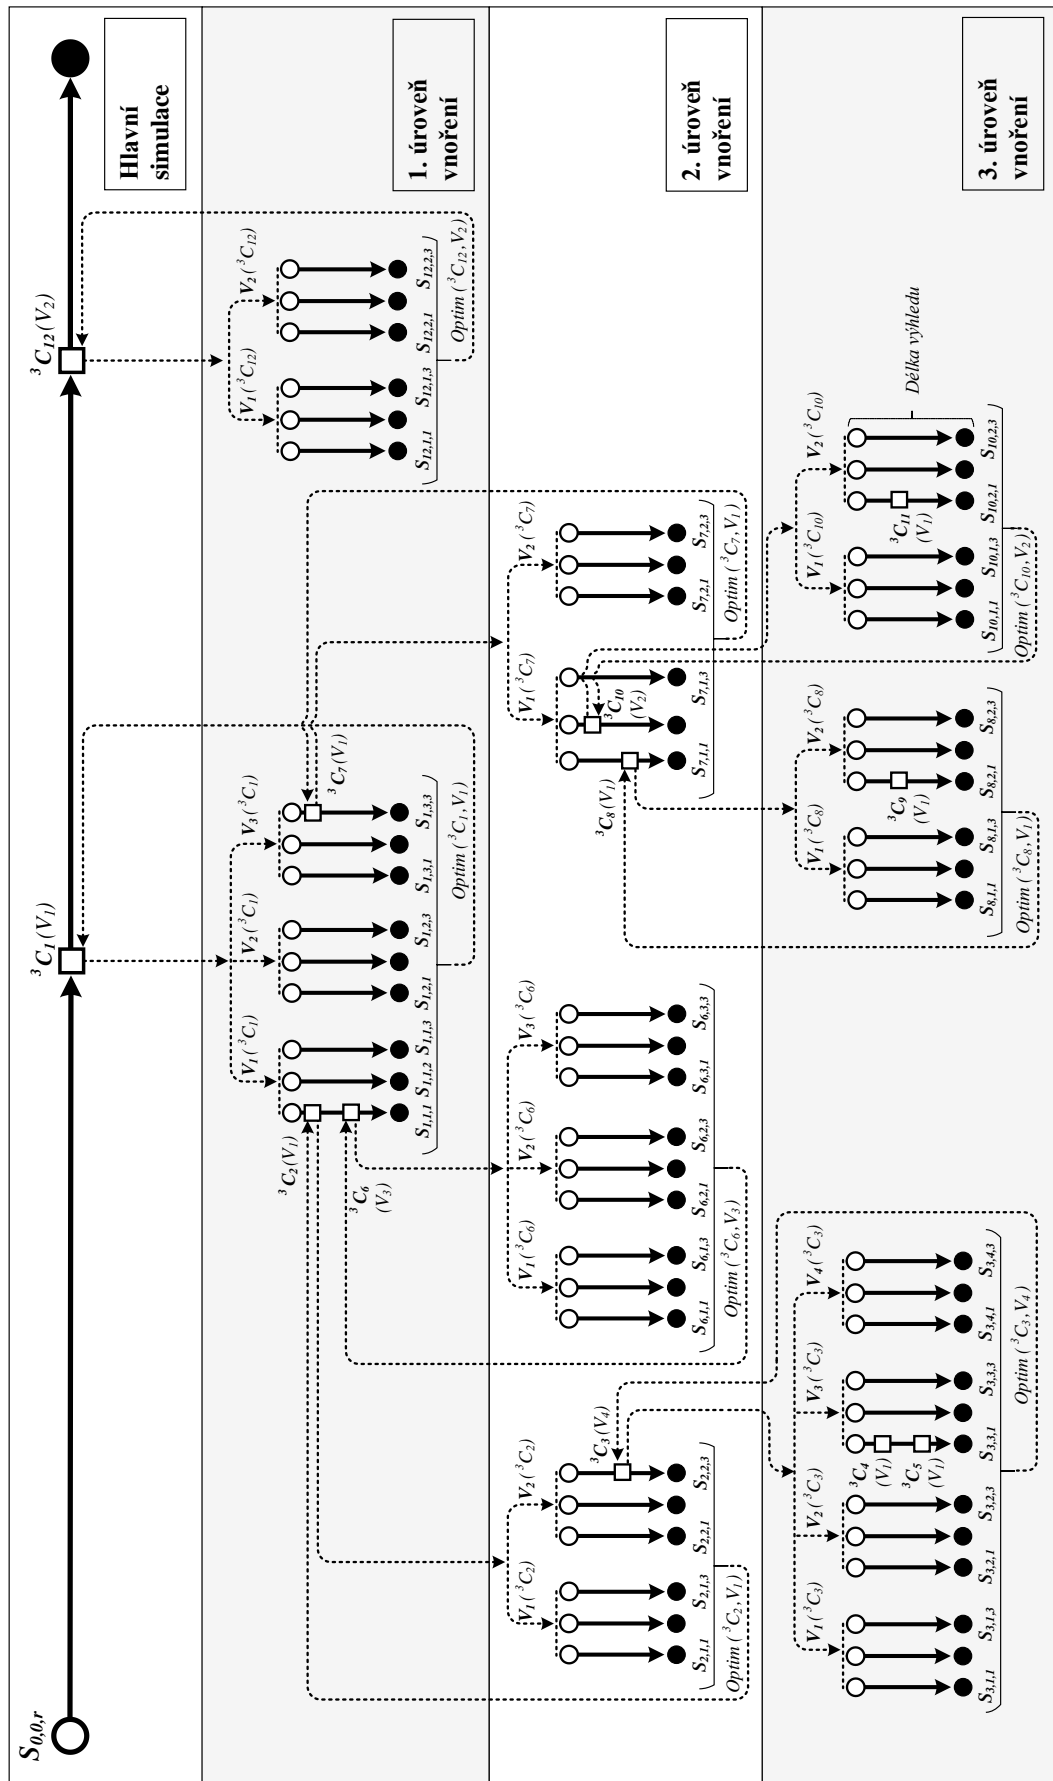 S₀,₀,ᵣ
³C₁(V₁)
³C₁₂(V₂)
Hlavní
simulace
V₁(³C₁)
V₂(³C₁)
V₃(³C₁)
V₁(³C₁₂)
V₂(³C₁₂)
³C₂(V₁)
³C₆
(V₃)
³C₇(V₁)
S₁,₁,₁
S₁,₁,₂
S₁,₁,₃
S₁,₂,₁
S₁,₂,₃
S₁,₃,₁
S₁,₃,₃
Optim(³C₁,V₁)
S₁₂,₁,₁
S₁₂,₁,₃
S₁₂,₂,₁
S₁₂,₂,₃
Optim(³C₁₂,V₂)
1. úroveň
vnoření
V₁(³C₂)
V₂(³C₂)
³C₃(V₄)
S₂,₁,₁
S₂,₁,₃
S₂,₂,₁
S₂,₂,₃
Optim(³C₂,V₁)
V₁(³C₆)
V₂(³C₆)
V₃(³C₆)
S₆,₁,₁
S₆,₁,₃
S₆,₂,₁
S₆,₂,₃
S₆,₃,₁
S₆,₃,₃
Optim(³C₆,V₃)
V₁(³C₇)
V₂(³C₇)
³C₈(V₁)
³C₁₀
(V₂)
S₇,₁,₁
S₇,₁,₃
S₇,₂,₁
S₇,₂,₃
Optim(³C₇,V₁)
2. úroveň
vnoření
V₁(³C₃)
V₂(³C₃)
V₃(³C₃)
V₄(³C₃)
³C₄
(V₁)
³C₅
(V₁)
S₃,₁,₁
S₃,₁,₃
S₃,₂,₁
S₃,₂,₃
S₃,₃,₁
S₃,₃,₃
S₃,₄,₁
S₃,₄,₃
Optim(³C₃,V₄)
V₁(³C₈)
V₂(³C₈)
³C₉
(V₁)
S₈,₁,₁
S₈,₁,₃
S₈,₂,₁
S₈,₂,₃
Optim(³C₈,V₁)
V₁(³C₁₀)
V₂(³C₁₀)
³C₁₁
(V₁)
S₁₀,₁,₁
S₁₀,₁,₃
S₁₀,₂,₁
S₁₀,₂,₃
Optim(³C₁₀,V₂)
Délka výhledu
3. úroveň
vnoření